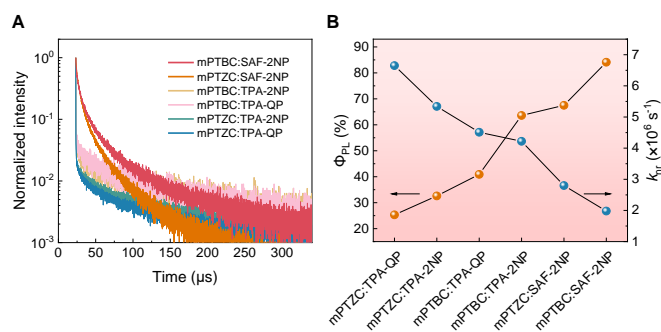 A
Normalized intensity
10⁰
10⁻¹
10⁻²
10⁻³
mPTBC:SAF-2NP
mPTZC:SAF-2NP
mPTBC:TPA-2NP
mPTBC:TPA-QP
mPTZC:TPA-2NP
mPTZC:TPA-QP
0 50 100 150 200 250 300
Time (µs)
B
Φ_PL (%)
90
80
70
60
50
40
30
20
7
6
5
4
3
2
1
k_nr (×10⁶ s⁻¹)
mPTZC:TPA-QP
mPTZC:TPA-2NP
mPTBC:TPA-QP
mPTBC:TPA-2NP
mPTZC:SAF-2NP
mPTBC:SAF-2NP